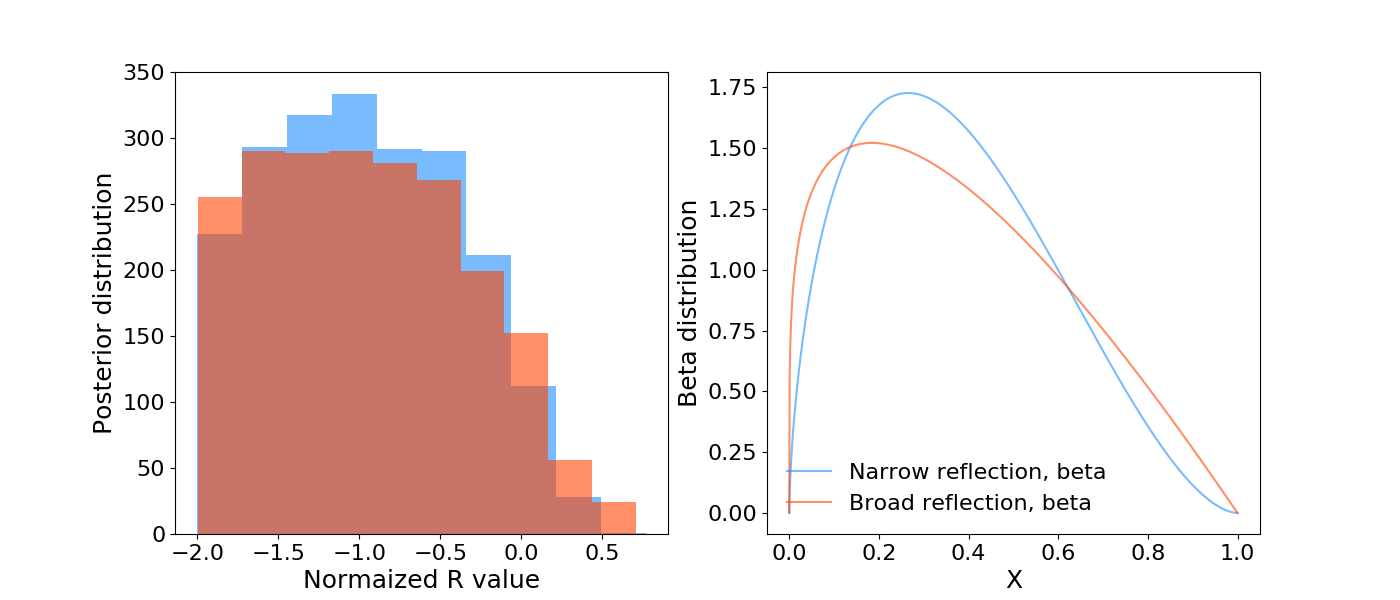 350
300
250
200
150
100
50
0
Posterior distribution
−2.0 −1.5 −1.0 −0.5 0.0 0.5
Normaized R value
1.75
1.50
1.25
1.00
0.75
0.50
0.25
0.00
Beta distribution
Narrow reflection, beta
Broad reflection, beta
0.0 0.2 0.4 0.6 0.8 1.0
X